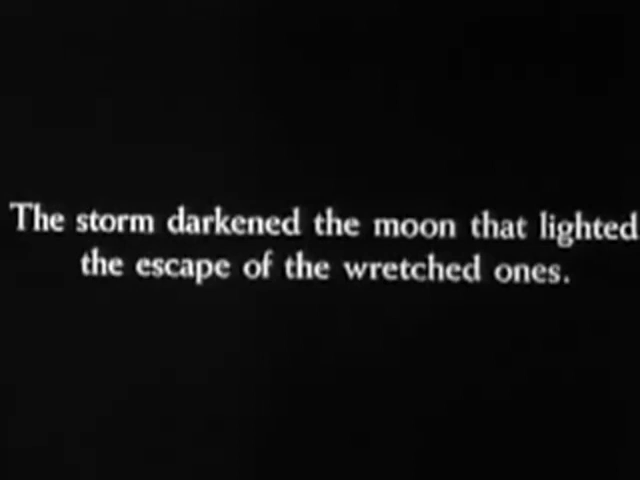 The storm darkened the moon that lighted
the escape of the wretched ones.